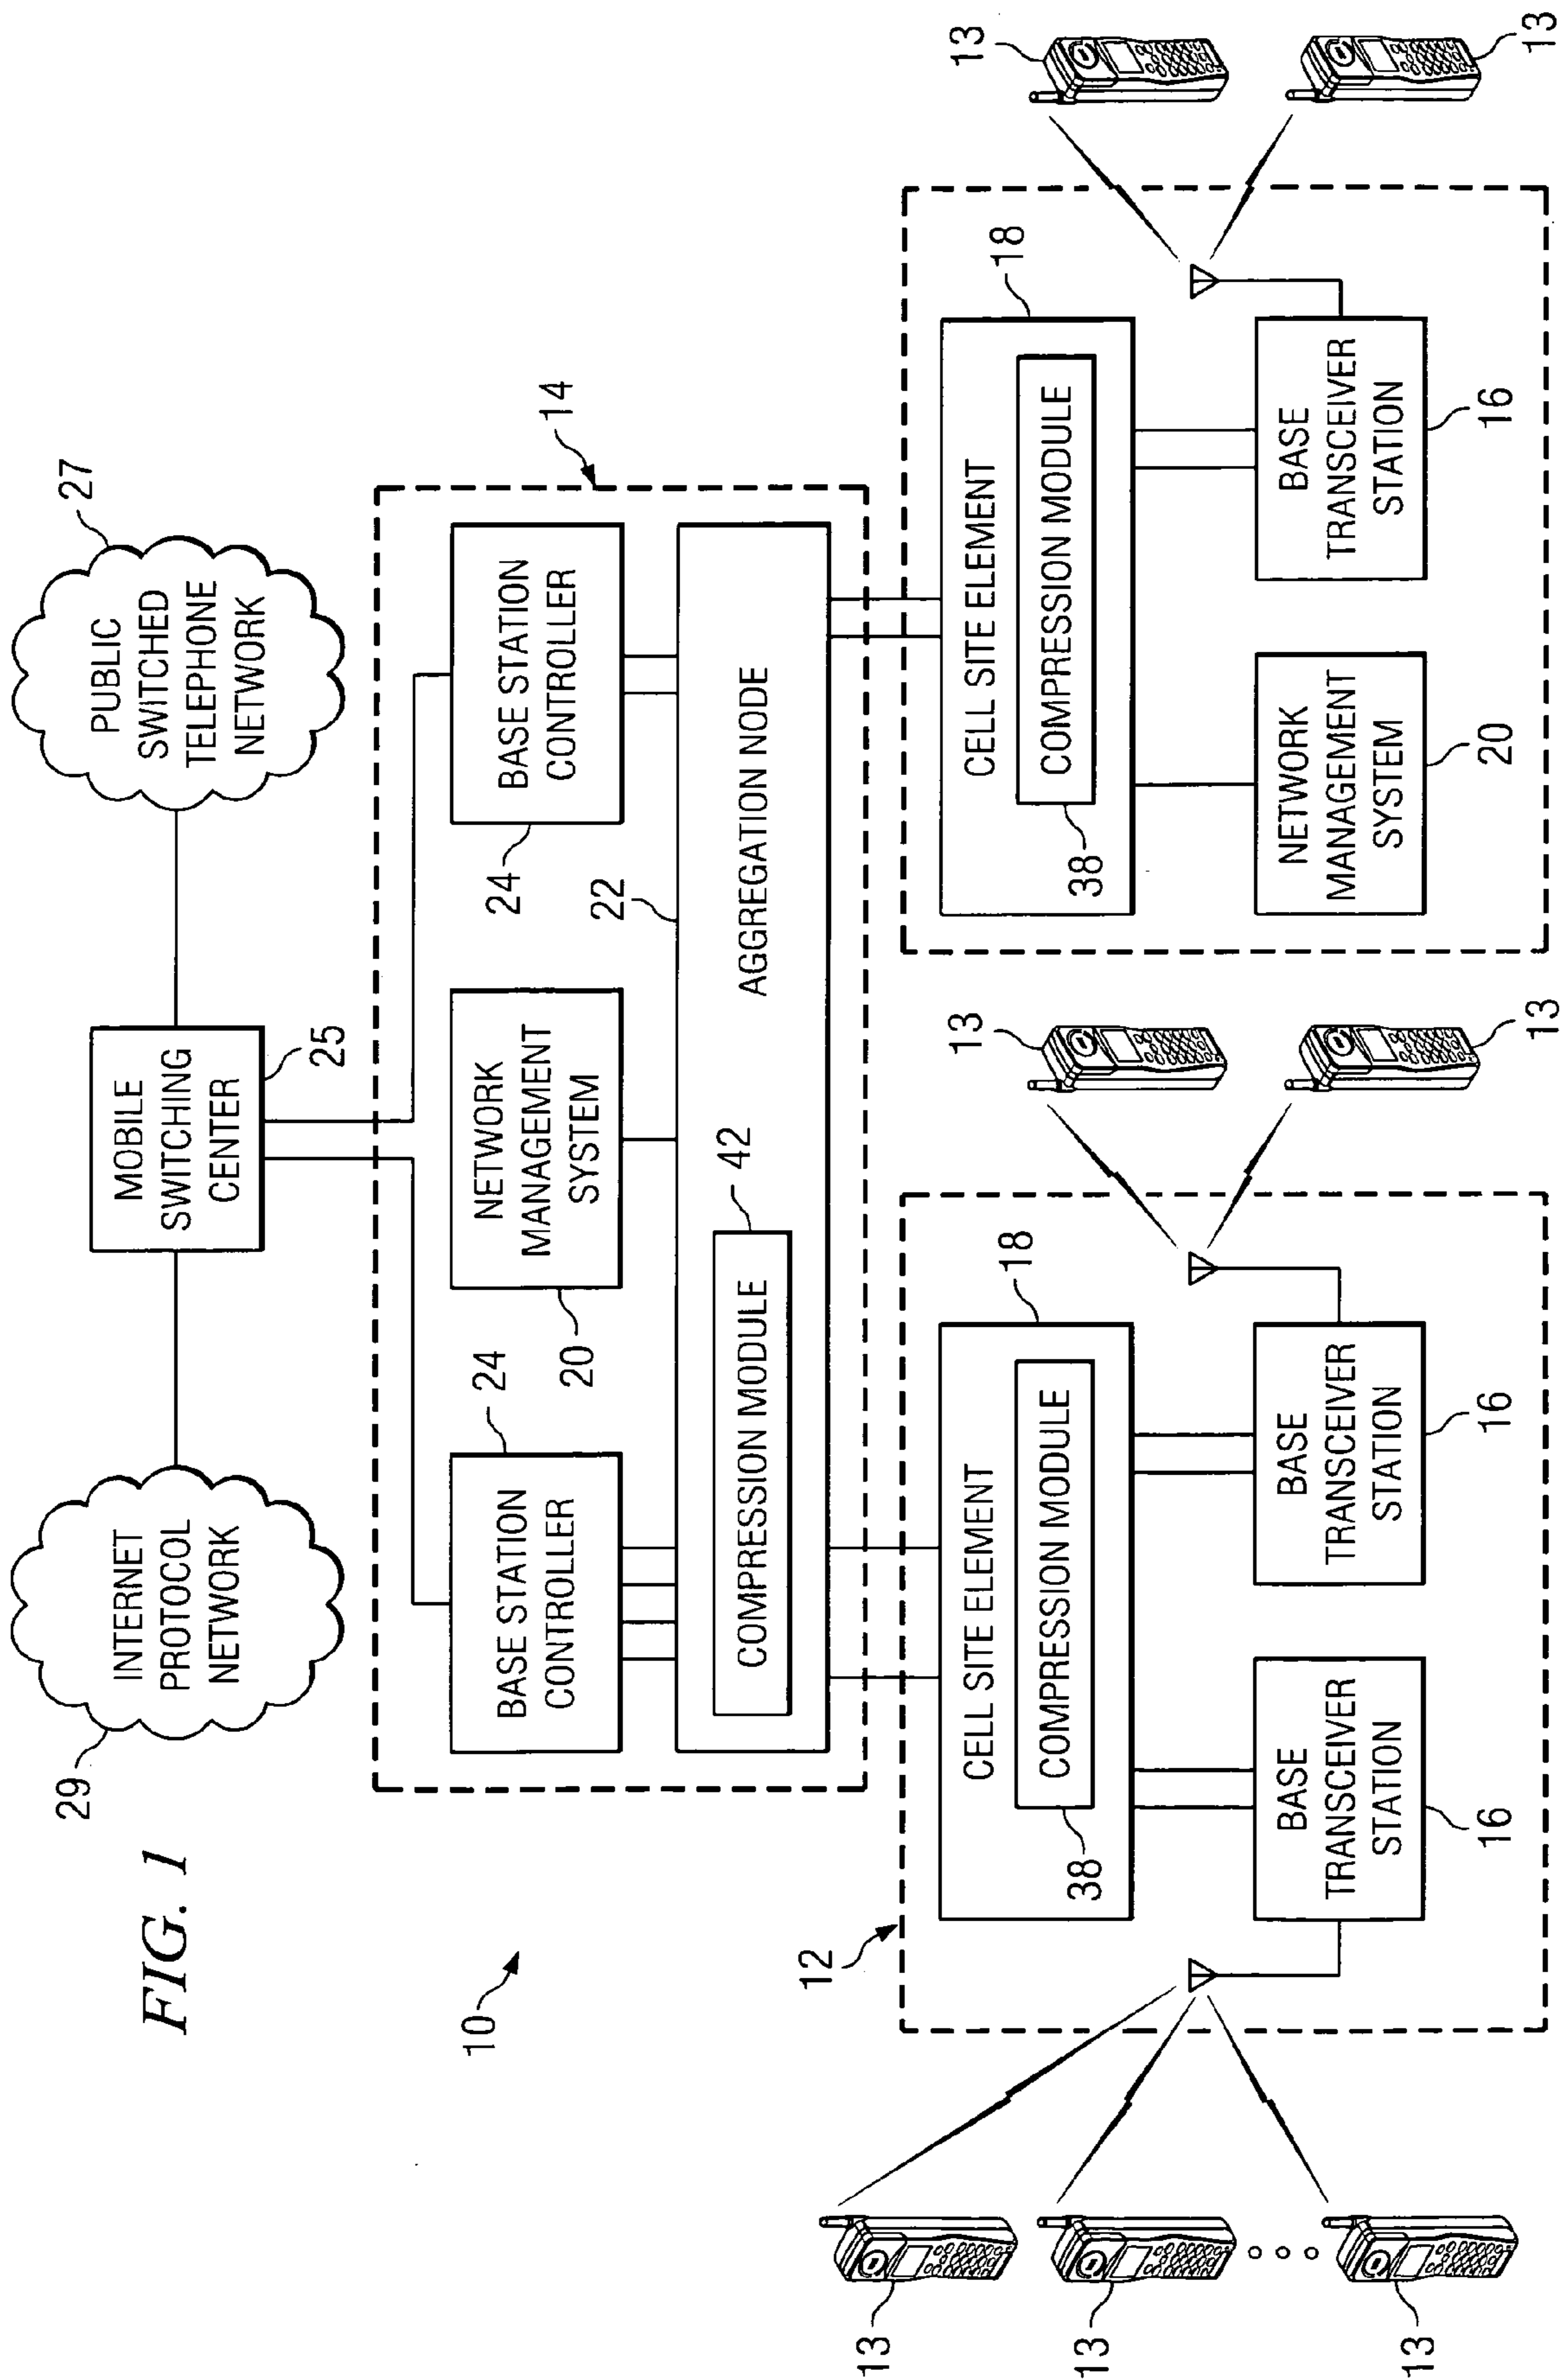 FIG. 1
10
29
INTERNET
PROTOCOL
NETWORK
MOBILE
SWITCHING
CENTER
25
PUBLIC
SWITCHED
TELEPHONE
NETWORK
27
14
BASE STATION
CONTROLLER
24
NETWORK
MANAGEMENT
SYSTEM
20
BASE STATION
CONTROLLER
24
22
COMPRESSION MODULE
42
AGGREGATION NODE
12
CELL SITE ELEMENT
18
COMPRESSION MODULE
38
BASE
TRANSCEIVER
STATION
16
BASE
TRANSCEIVER
STATION
16
13
13
13
13
13
CELL SITE ELEMENT
18
COMPRESSION MODULE
38
NETWORK
MANAGEMENT
SYSTEM
20
BASE
TRANSCEIVER
STATION
16
13
13